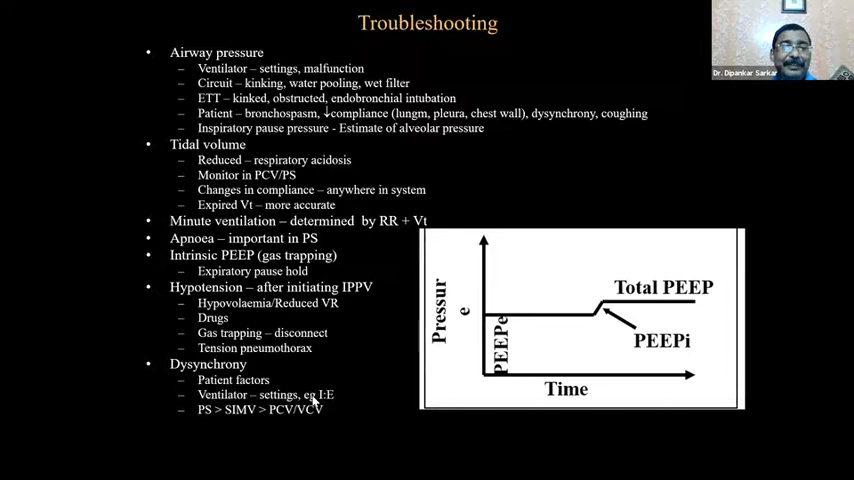 Troubleshooting
Dr. Dipankar Sarkar
• Airway pressure
– Ventilator – settings, malfunction
– Circuit – kinking, water pooling, wet filter
– ETT – kinked, obstructed, endobronchial intubation
– Patient – bronchospasm, ↓compliance (lungm, pleura, chest wall), dysynchrony, coughing
– Inspiratory pause pressure - Estimate of alveolar pressure
• Tidal volume
– Reduced – respiratory acidosis
– Monitor in PCV/PS
– Changes in compliance – anywhere in system
– Expired Vt – more accurate
• Minute ventilation – determined by RR + Vt
• Apnoea – important in PS
• Intrinsic PEEP (gas trapping)
– Expiratory pause hold
• Hypotension – after initiating IPPV
– Hypovolaemia/Reduced VR
– Drugs
– Gas trapping – disconnect
– Tension pneumothorax
• Dysynchrony
– Patient factors
– Ventilator – settings, eg I:E
– PS > SIMV > PCV/VCV
Pressur
e
PEEPe
Total PEEP
PEEPi
Time